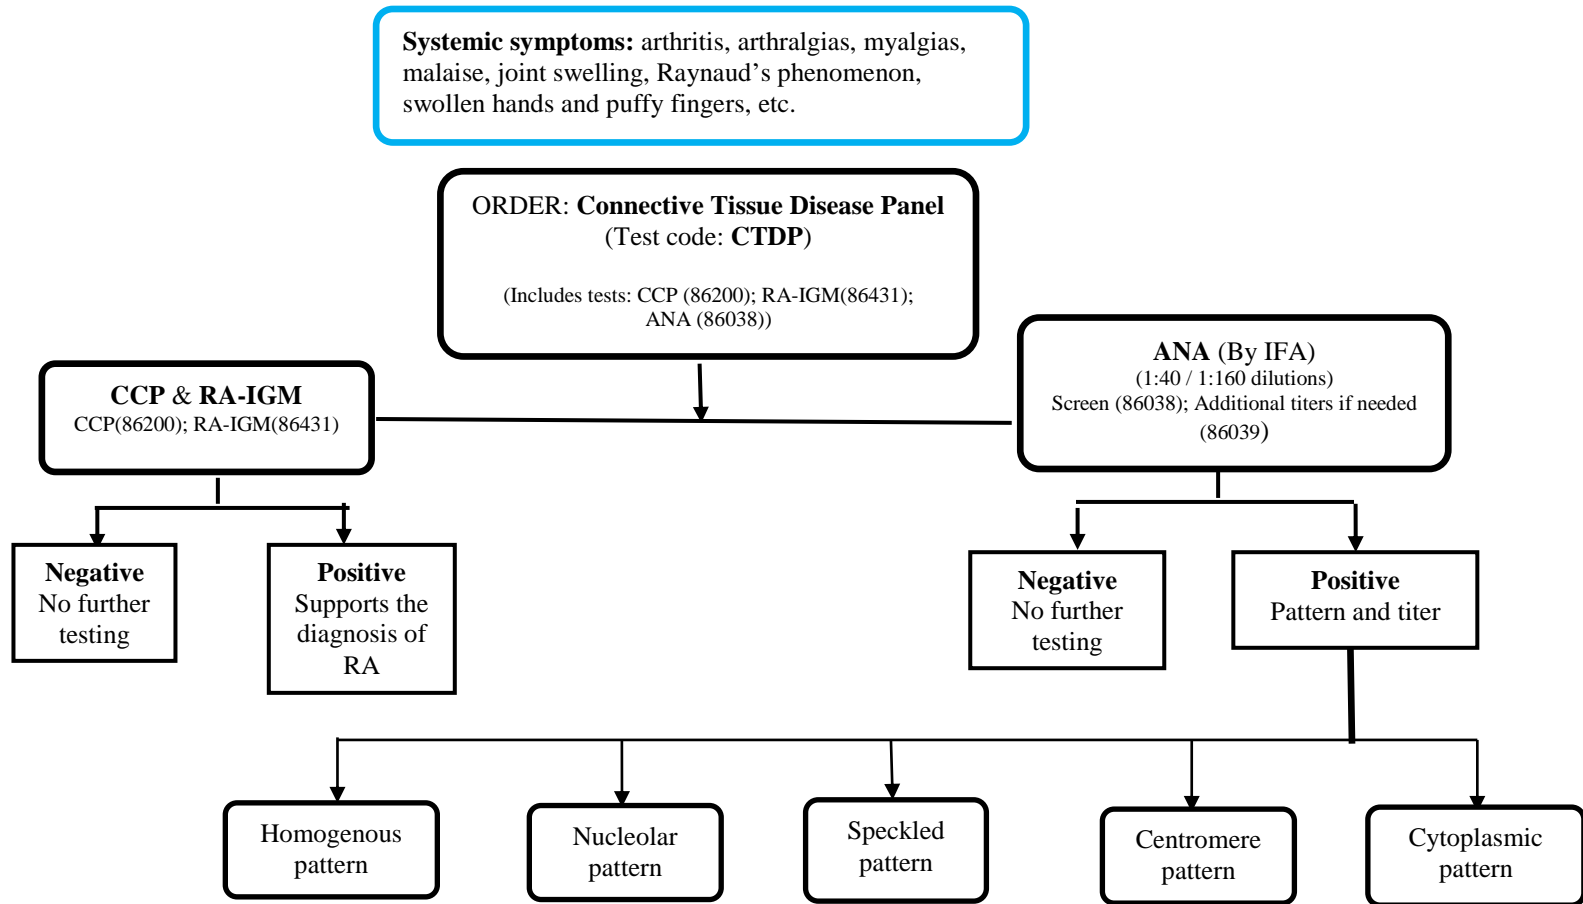 Systemic symptoms: arthritis, arthralgias, myalgias,
malaise, joint swelling, Raynaud’s phenomenon,
swollen hands and puffy fingers, etc.
ORDER: Connective Tissue Disease Panel
(Test code: CTDP)
(Includes tests: CCP (86200); RA-IGM(86431);
ANA (86038))
CCP & RA-IGM
CCP(86200); RA-IGM(86431)
ANA (By IFA)
(1:40 / 1:160 dilutions)
Screen (86038); Additional titers if needed
(86039)
Negative
No further
testing
Positive
Supports the
diagnosis of
RA
Negative
No further
testing
Positive
Pattern and titer
Homogenous
pattern
Nucleolar
pattern
Speckled
pattern
Centromere
pattern
Cytoplasmic
pattern